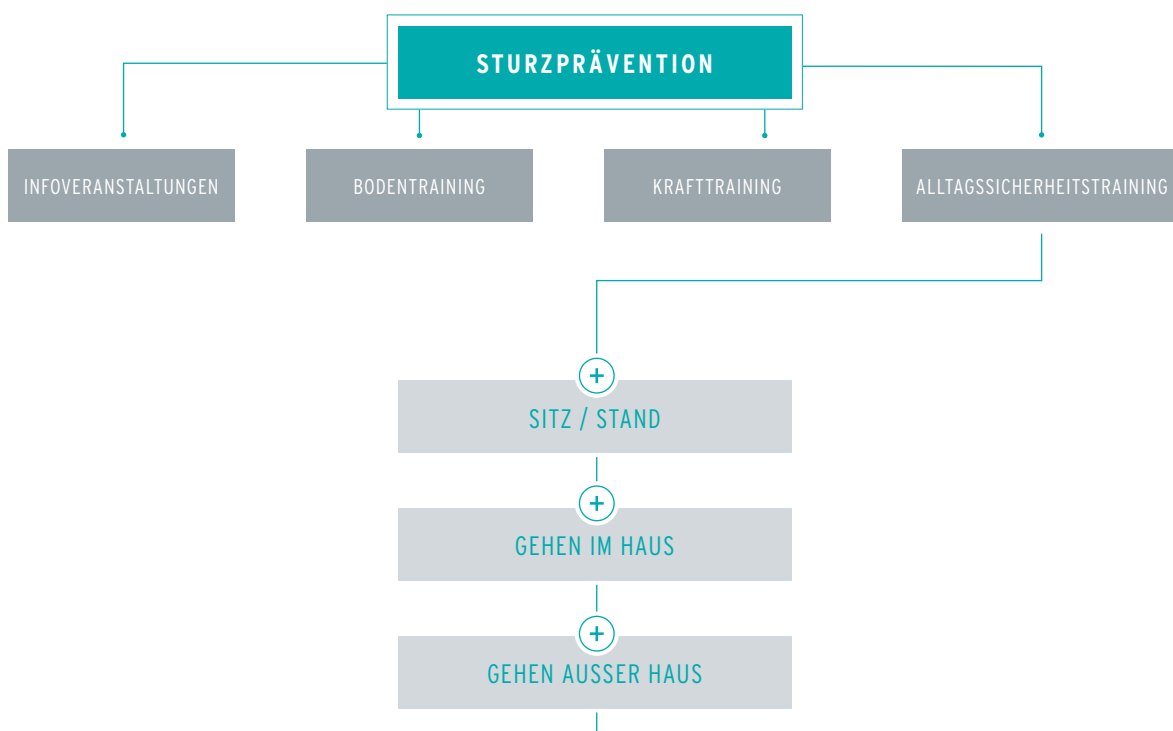 STURZPRÄVENTION
INFOVERANSTALTUNGEN
BODENTRAINING
KRAFTTRAINING
ALLTAGSSICHERHEITSTRAINING
+
SITZ / STAND
+
GEHEN IM HAUS
+
GEHEN AUSSER HAUS